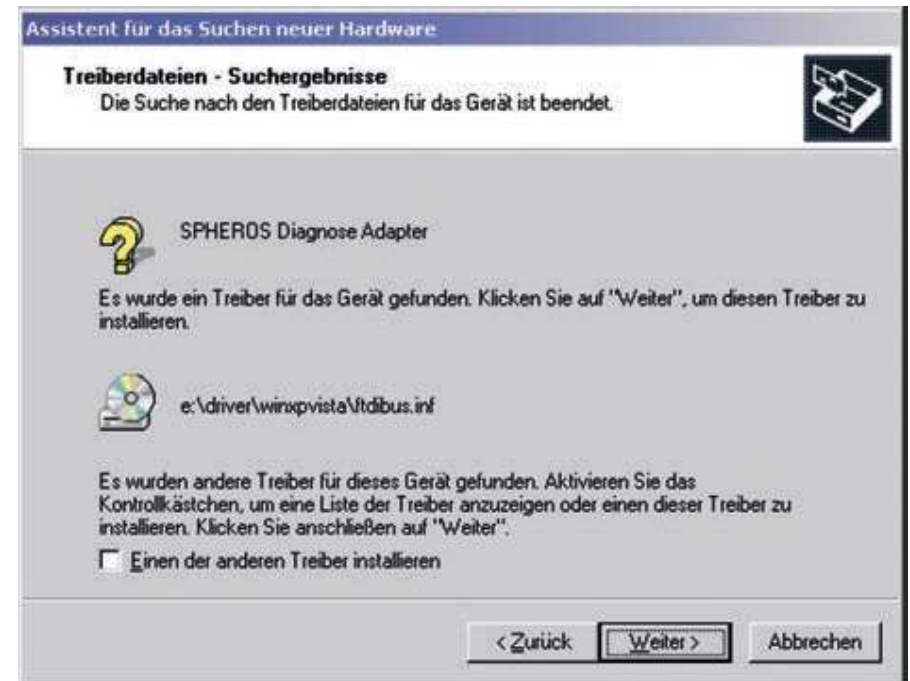 Assistent für das Suchen neuer Hardware
Treiberdateien - Suchergebnisse
Die Suche nach den Treiberdateien für das Gerät ist beendet.
SPHEROS Diagnose Adapter
Es wurde ein Treiber für das Gerät gefunden. Klicken Sie auf "Weiter", um diesen Treiber zu
installieren.
e:\driver\winxpvista\ftdibus.inf
Es wurden andere Treiber für dieses Gerät gefunden. Aktivieren Sie das
Kontrollkästchen, um eine Liste der Treiber anzuzeigen oder einen dieser Treiber zu
installieren. Klicken Sie anschließen auf "Weiter".
Einen der anderen Treiber installieren
< Zurück Weiter > Abbrechen